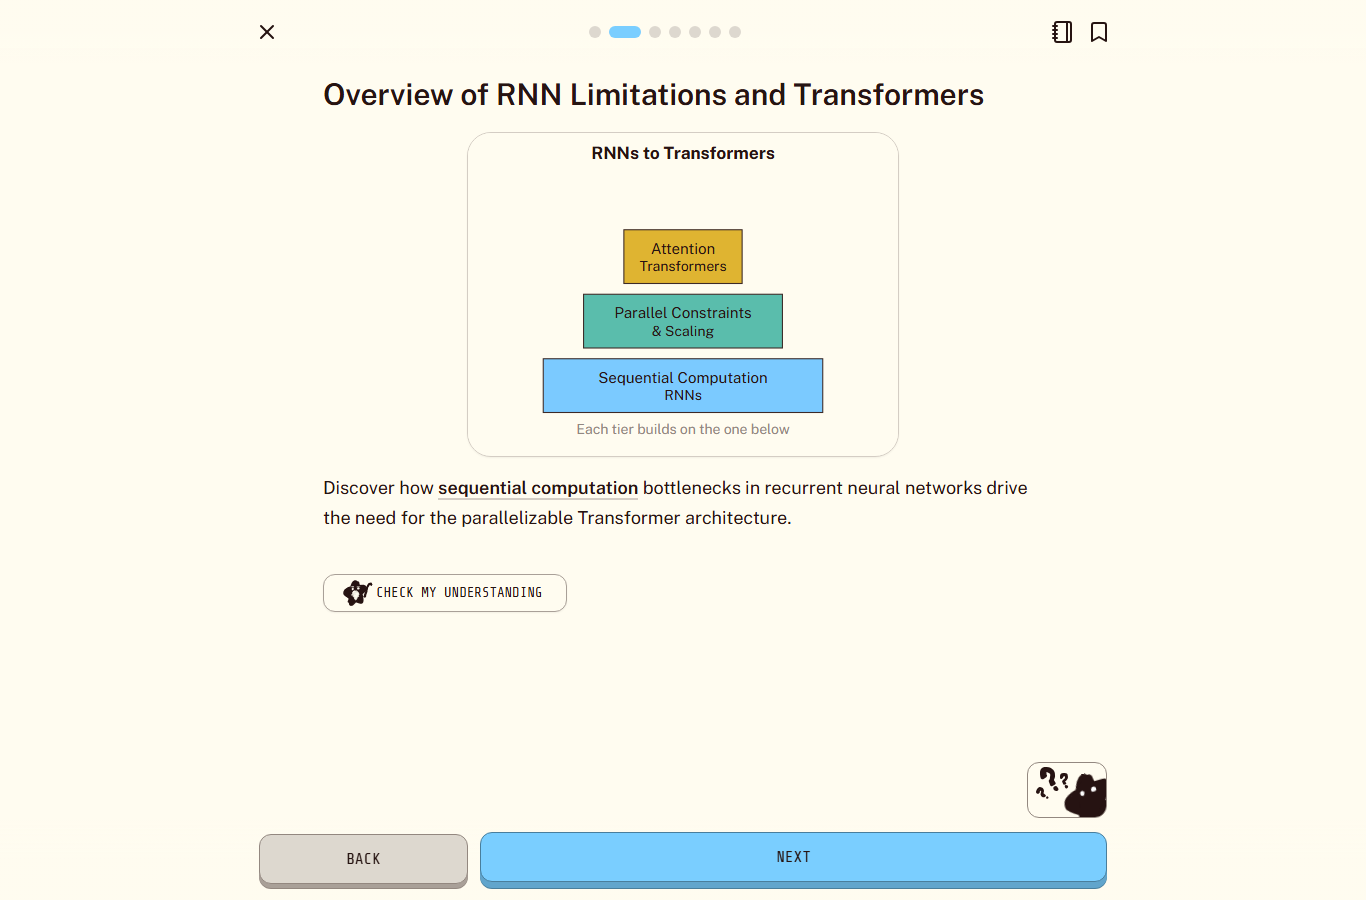 Overview of RNN Limitations and Transformers
RNNs to Transformers
Attention
Transformers
Parallel Constraints
& Scaling
Sequential Computation
RNNs
Each tier builds on the one below
Discover how sequential computation bottlenecks in recurrent neural networks drive
the need for the parallelizable Transformer architecture.
CHECK MY UNDERSTANDING
???
BACK
NEXT